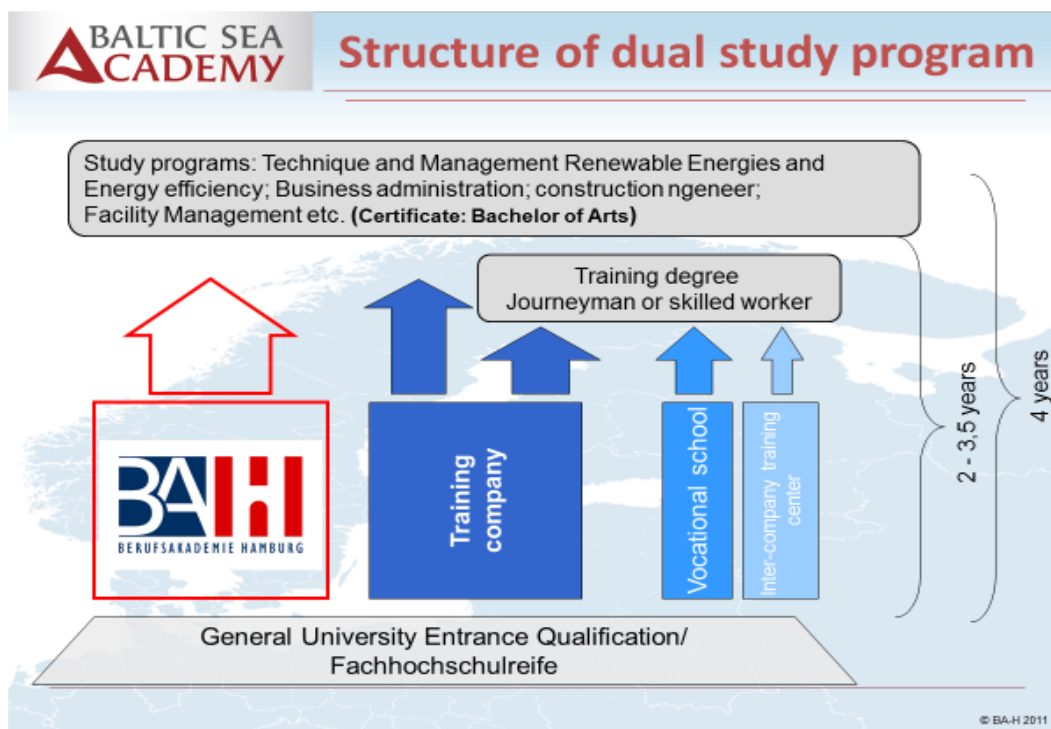 BALTIC SEA
ACADEMY
Structure of dual study program
Study programs: Technique and Management Renewable Energies and
Energy efficiency; Business administration; construction ngeneer;
Facility Management etc. (Certificate: Bachelor of Arts)
Training degree
Journeyman or skilled worker
BAH
BERUFSAKADEMIE HAMBURG
Training
company
Vocational school
Inter-company training
center
2 - 3,5 years
4 years
General University Entrance Qualification/
Fachhochschulreife
© BA-H 2011